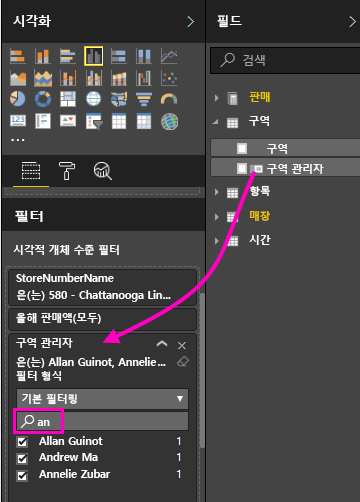 시각화
필드
검색
판매
구역
구역
구역 관리자
항목
매장
시간
필터
시각적 개체 수준 필터
StoreNumberName
은(는) 580 - Chattanooga Lin...
올해 판매액(모두)
구역 관리자
은(는) Allan Guinot, Annelie...
필터 형식
기본 필터링
an
Allan Guinot 1
Andrew Ma 1
Annelie Zubar 1